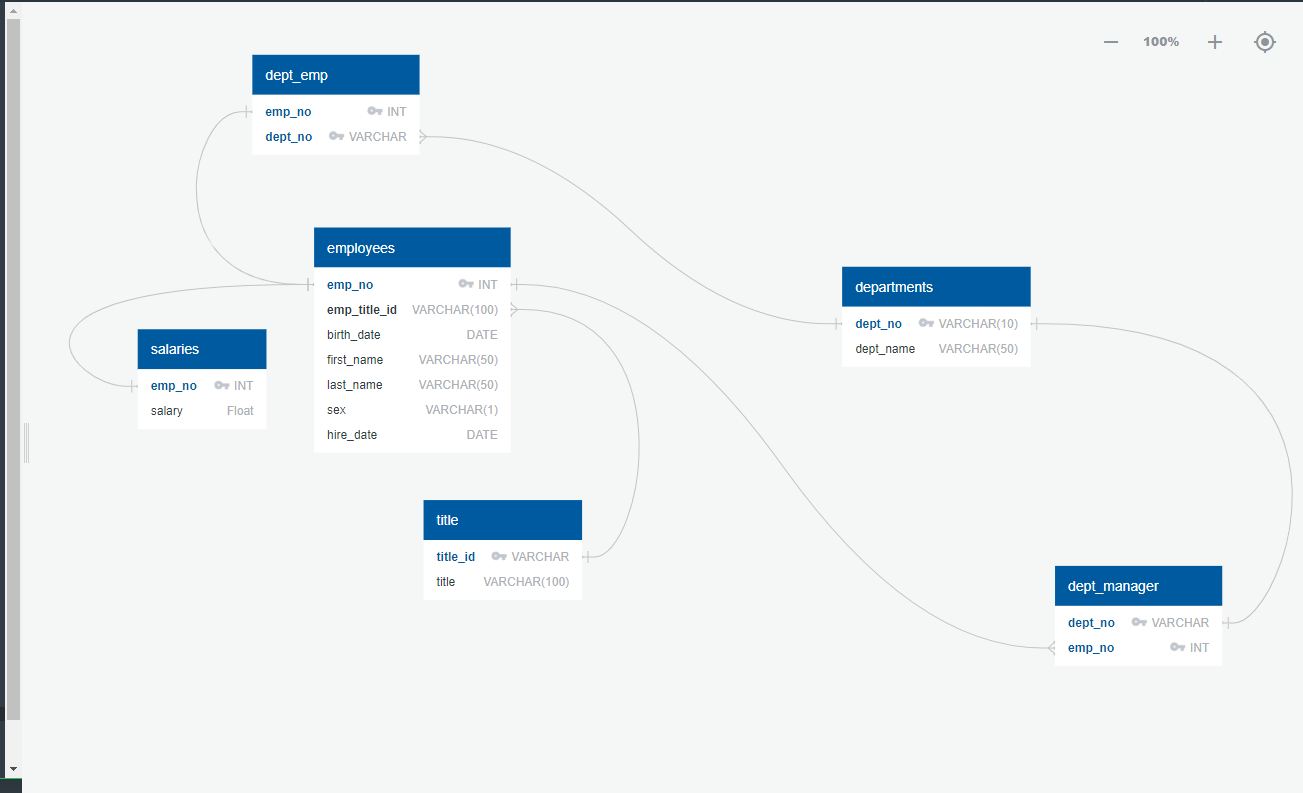 100%
dept_emp
emp_no INT
dept_no VARCHAR
employees
emp_no INT
emp_title_id VARCHAR(100)
birth_date DATE
first_name VARCHAR(50)
last_name VARCHAR(50)
sex VARCHAR(1)
hire_date DATE
departments
dept_no VARCHAR(10)
dept_name VARCHAR(50)
salaries
emp_no INT
salary Float
title
title_id VARCHAR
title VARCHAR(100)
dept_manager
dept_no VARCHAR
emp_no INT